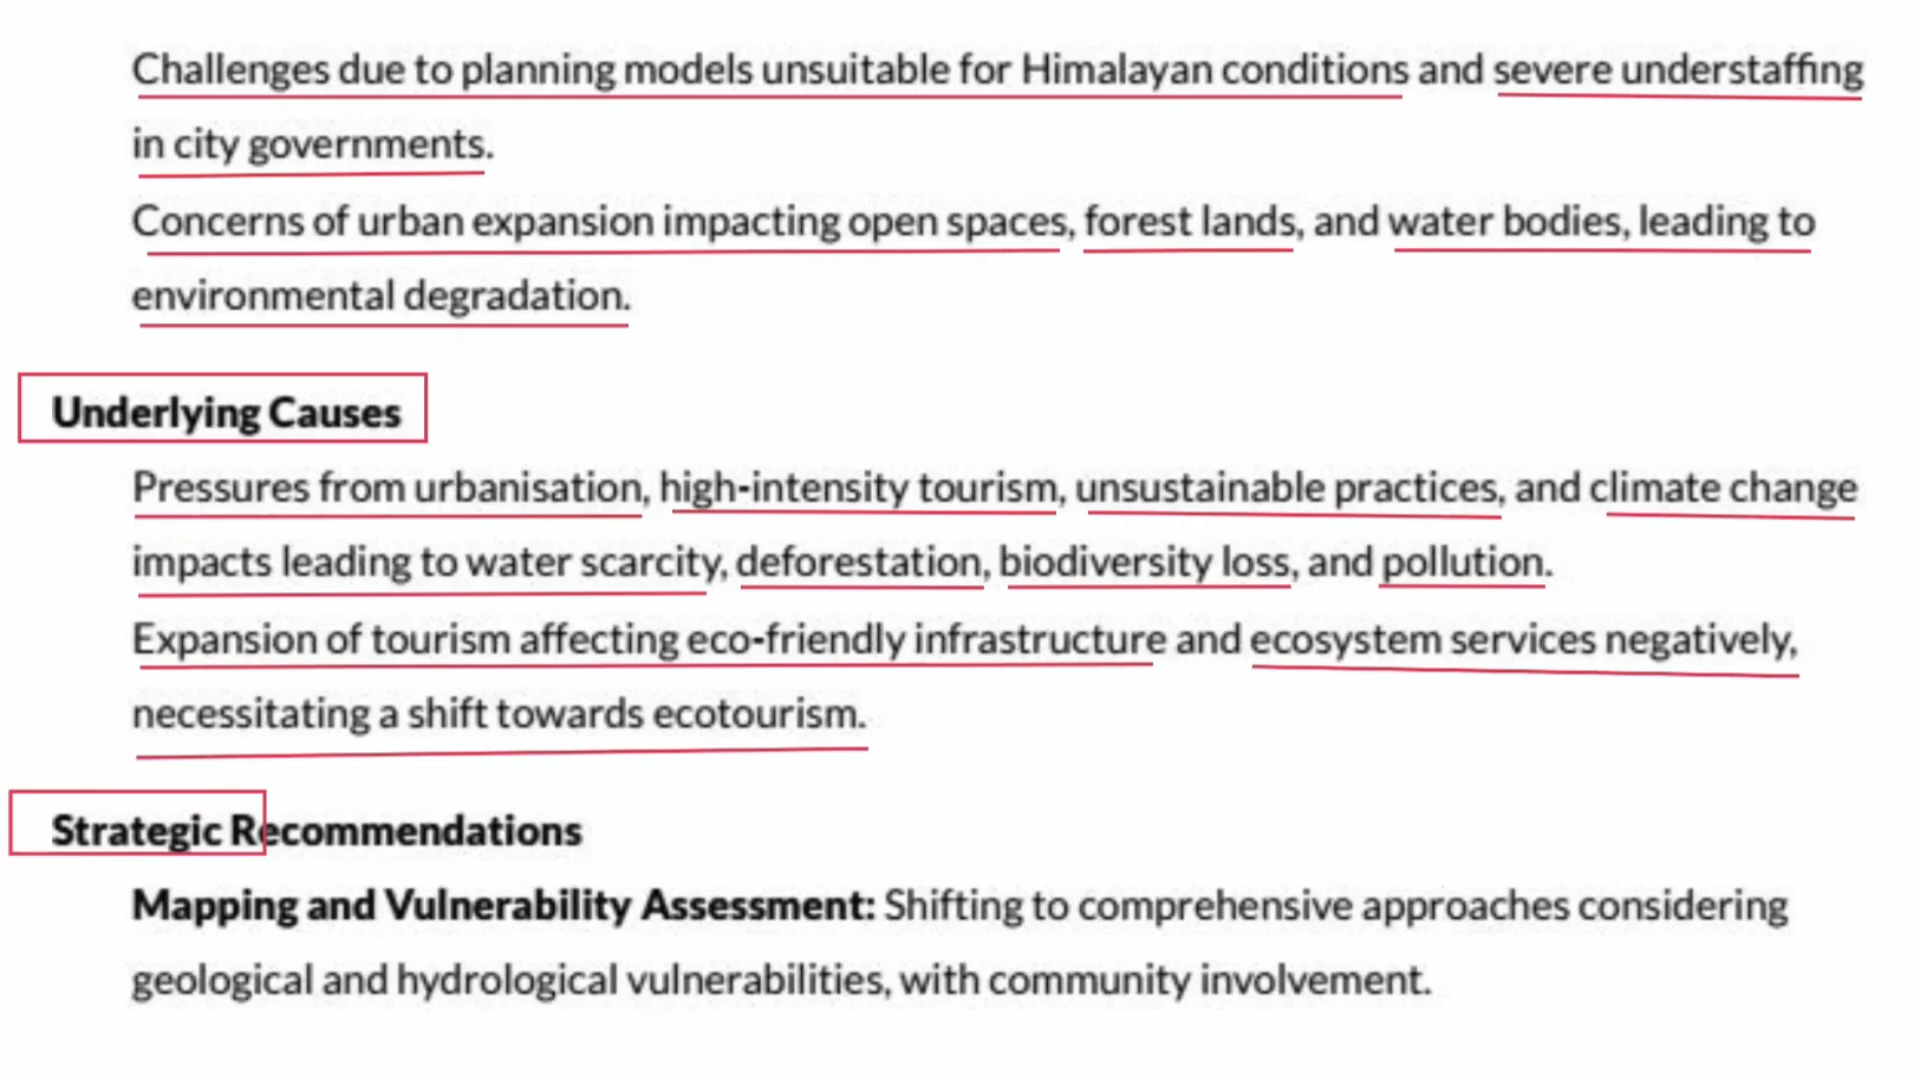 Challenges due to planning models unsuitable for Himalayan conditions and severe understaffing
in city governments.
Concerns of urban expansion impacting open spaces, forest lands, and water bodies, leading to
environmental degradation.
Underlying Causes
Pressures from urbanisation, high-intensity tourism, unsustainable practices, and climate change
impacts leading to water scarcity, deforestation, biodiversity loss, and pollution.
Expansion of tourism affecting eco-friendly infrastructure and ecosystem services negatively,
necessitating a shift towards ecotourism.
Strategic Recommendations
Mapping and Vulnerability Assessment: Shifting to comprehensive approaches considering
geological and hydrological vulnerabilities, with community involvement.